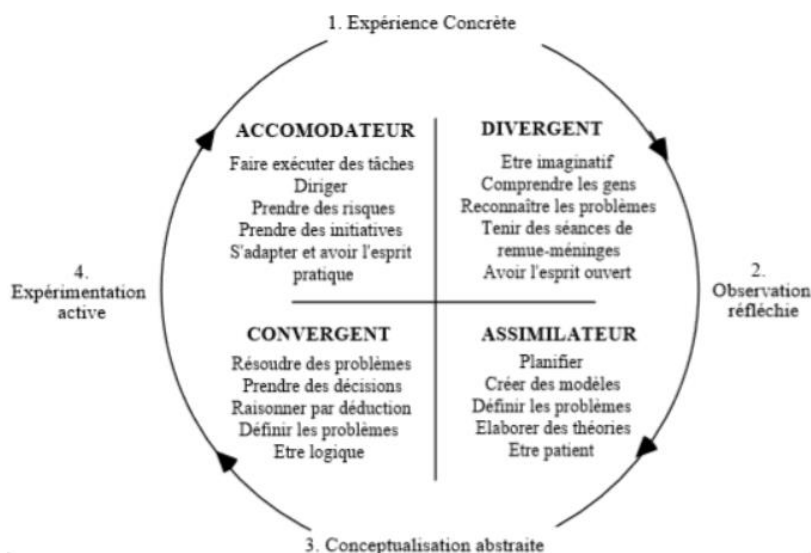 1. Expérience Concrète
ACCOMODATEUR
Faire exécuter des tâches
Diriger
Prendre des risques
Prendre des initiatives
S'adapter et avoir l'esprit
pratique
DIVERGENT
Etre imaginatif
Comprendre les gens
Reconnaître les problèmes
Tenir des séances de
remue-méninges
Avoir l'esprit ouvert
4.
Expérimentation
active
2.
Observation
réfléchie
CONVERGENT
Résoudre des problèmes
Prendre des décisions
Raisonner par déduction
Définir les problèmes
Etre logique
ASSIMILATEUR
Planifier
Créer des modèles
Définir les problèmes
Elaborer des théories
Etre patient
3. Conceptualisation abstraite